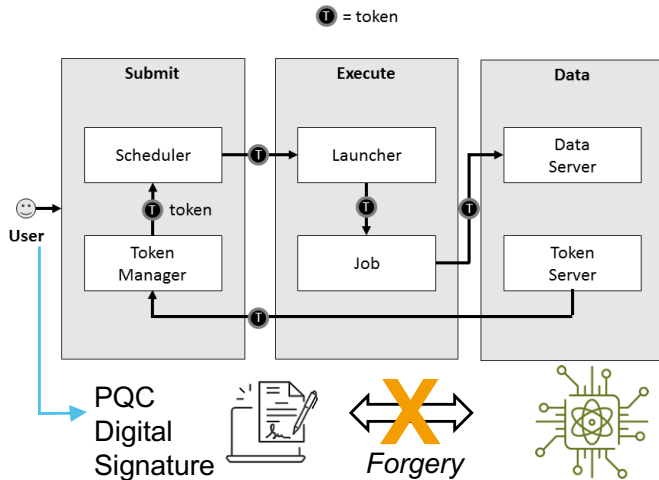 T = token
Submit
Execute
Data
Scheduler
T
Launcher
Data
Server
T
token
T
T
User
Token
Manager
Job
Token
Server
T
PQC
Digital
Signature
X
Forgery